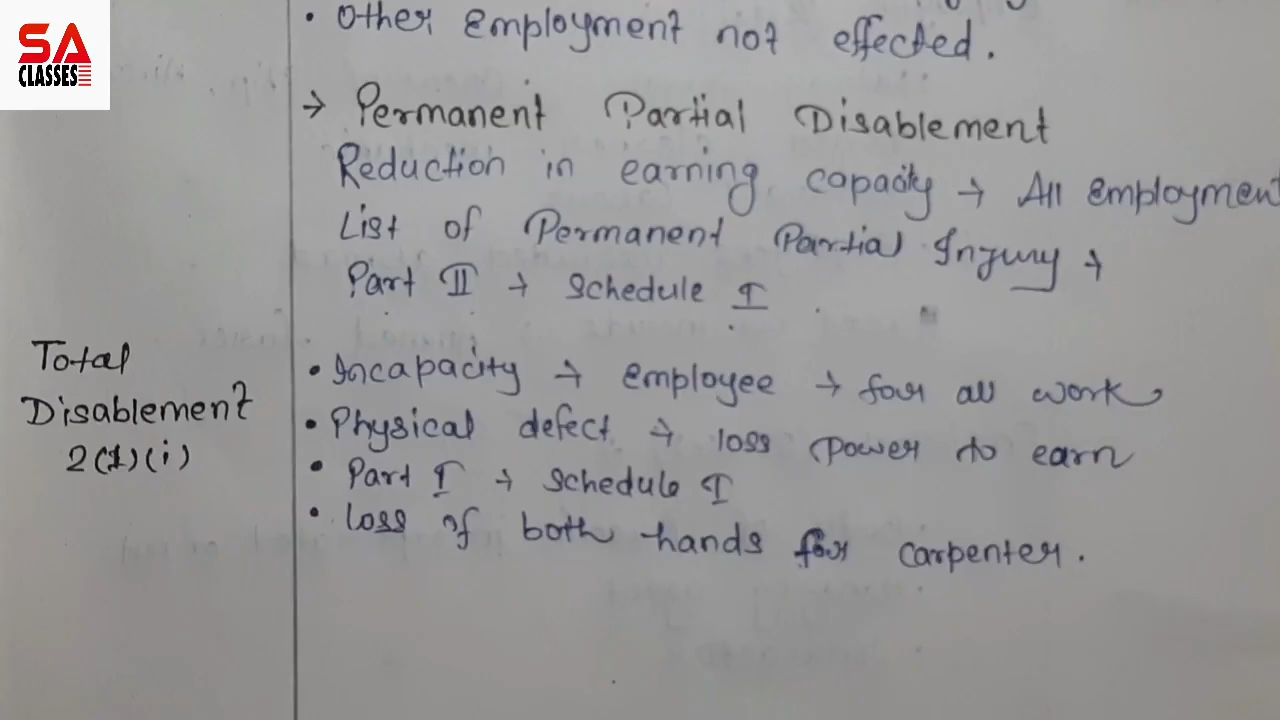 SA
CLASSES
• Other employment not effected.
→ Permanent Partial Disablement
Reduction in earning capacity → All employment
List of Permanent Partial Injury →
Part II → Schedule I
Total
Disablement
2(1)(i)
• Incapacity → employee → for all work
• Physical defect → loss power to earn
• Part I → Schedule I
• loss of both hands for carpenter.